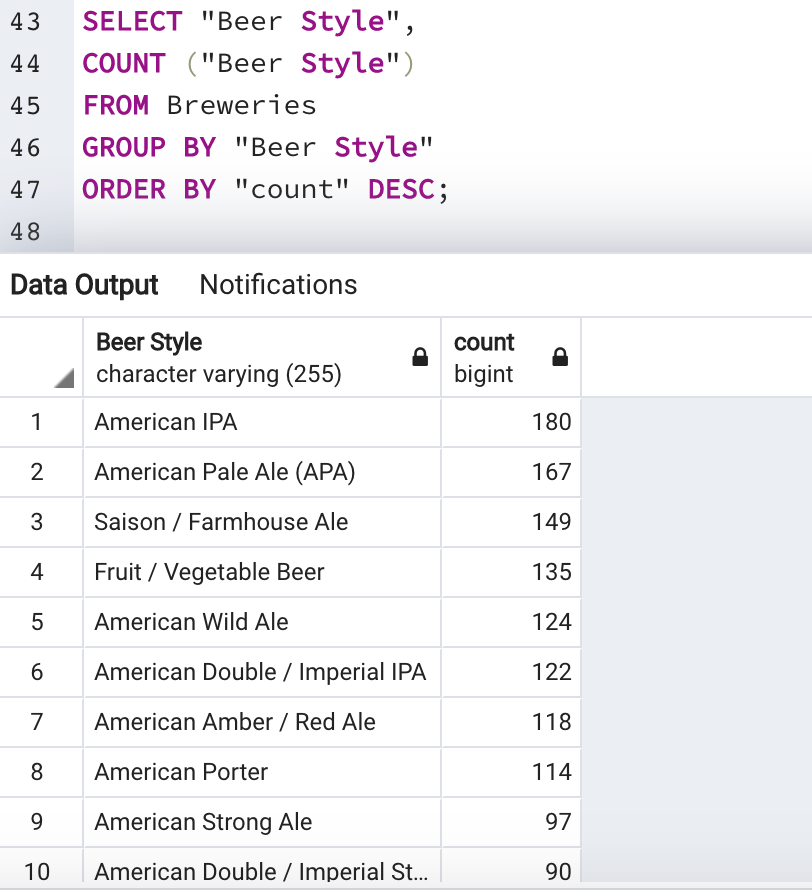 43 SELECT "Beer Style",
44 COUNT ("Beer Style")
45 FROM Breweries
46 GROUP BY "Beer Style"
47 ORDER BY "count" DESC;
48
Data Output Notifications
Beer Style count
character varying (255) bigint
1 American IPA 180
2 American Pale Ale (APA) 167
3 Saison / Farmhouse Ale 149
4 Fruit / Vegetable Beer 135
5 American Wild Ale 124
6 American Double / Imperial IPA 122
7 American Amber / Red Ale 118
8 American Porter 114
9 American Strong Ale 97
10 American Double / Imperial St... 90